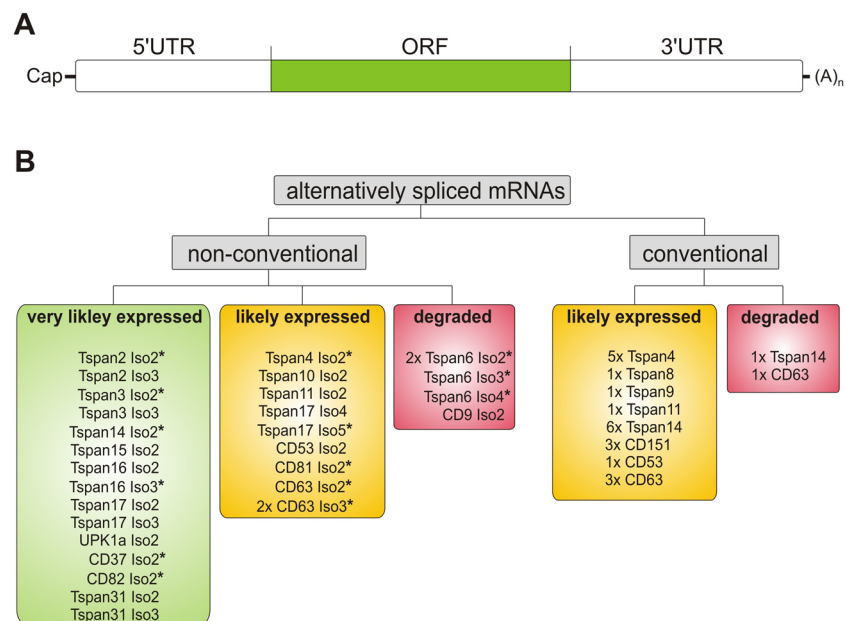 A
5'UTR ORF 3'UTR
Cap (A)n
B
alternatively spliced mRNAs
non-conventional conventional
very likley expressed
Tspan2 Iso2*
Tspan2 Iso3
Tspan3 Iso2*
Tspan3 Iso3
Tspan14 Iso2*
Tspan15 Iso2
Tspan16 Iso2
Tspan16 Iso3*
Tspan17 Iso2
Tspan17 Iso3
UPK1a Iso2
CD37 Iso2*
CD82 Iso2*
Tspan31 Iso2
Tspan31 Iso3
likely expressed
Tspan4 Iso2*
Tspan10 Iso2
Tspan11 Iso2
Tspan17 Iso4
Tspan17 Iso5*
CD53 Iso2
CD81 Iso2*
CD63 Iso2*
2x CD63 Iso3*
degraded
2x Tspan6 Iso2*
Tspan6 Iso3*
Tspan6 Iso4*
CD9 Iso2
likely expressed
5x Tspan4
1x Tspan8
1x Tspan9
1x Tspan11
6x Tspan14
3x CD151
1x CD53
3x CD63
degraded
1x Tspan14
1x CD63